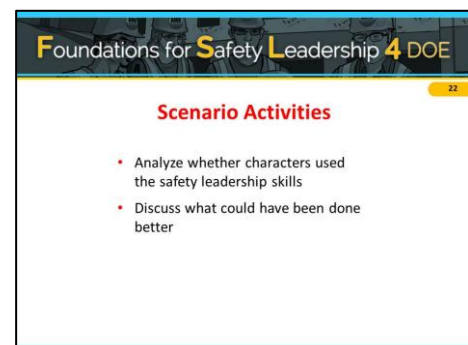 Foundations for Safety Leadership 4 DOE
22
Scenario Activities
• Analyze whether characters used
the safety leadership skills
• Discuss what could have been done
better